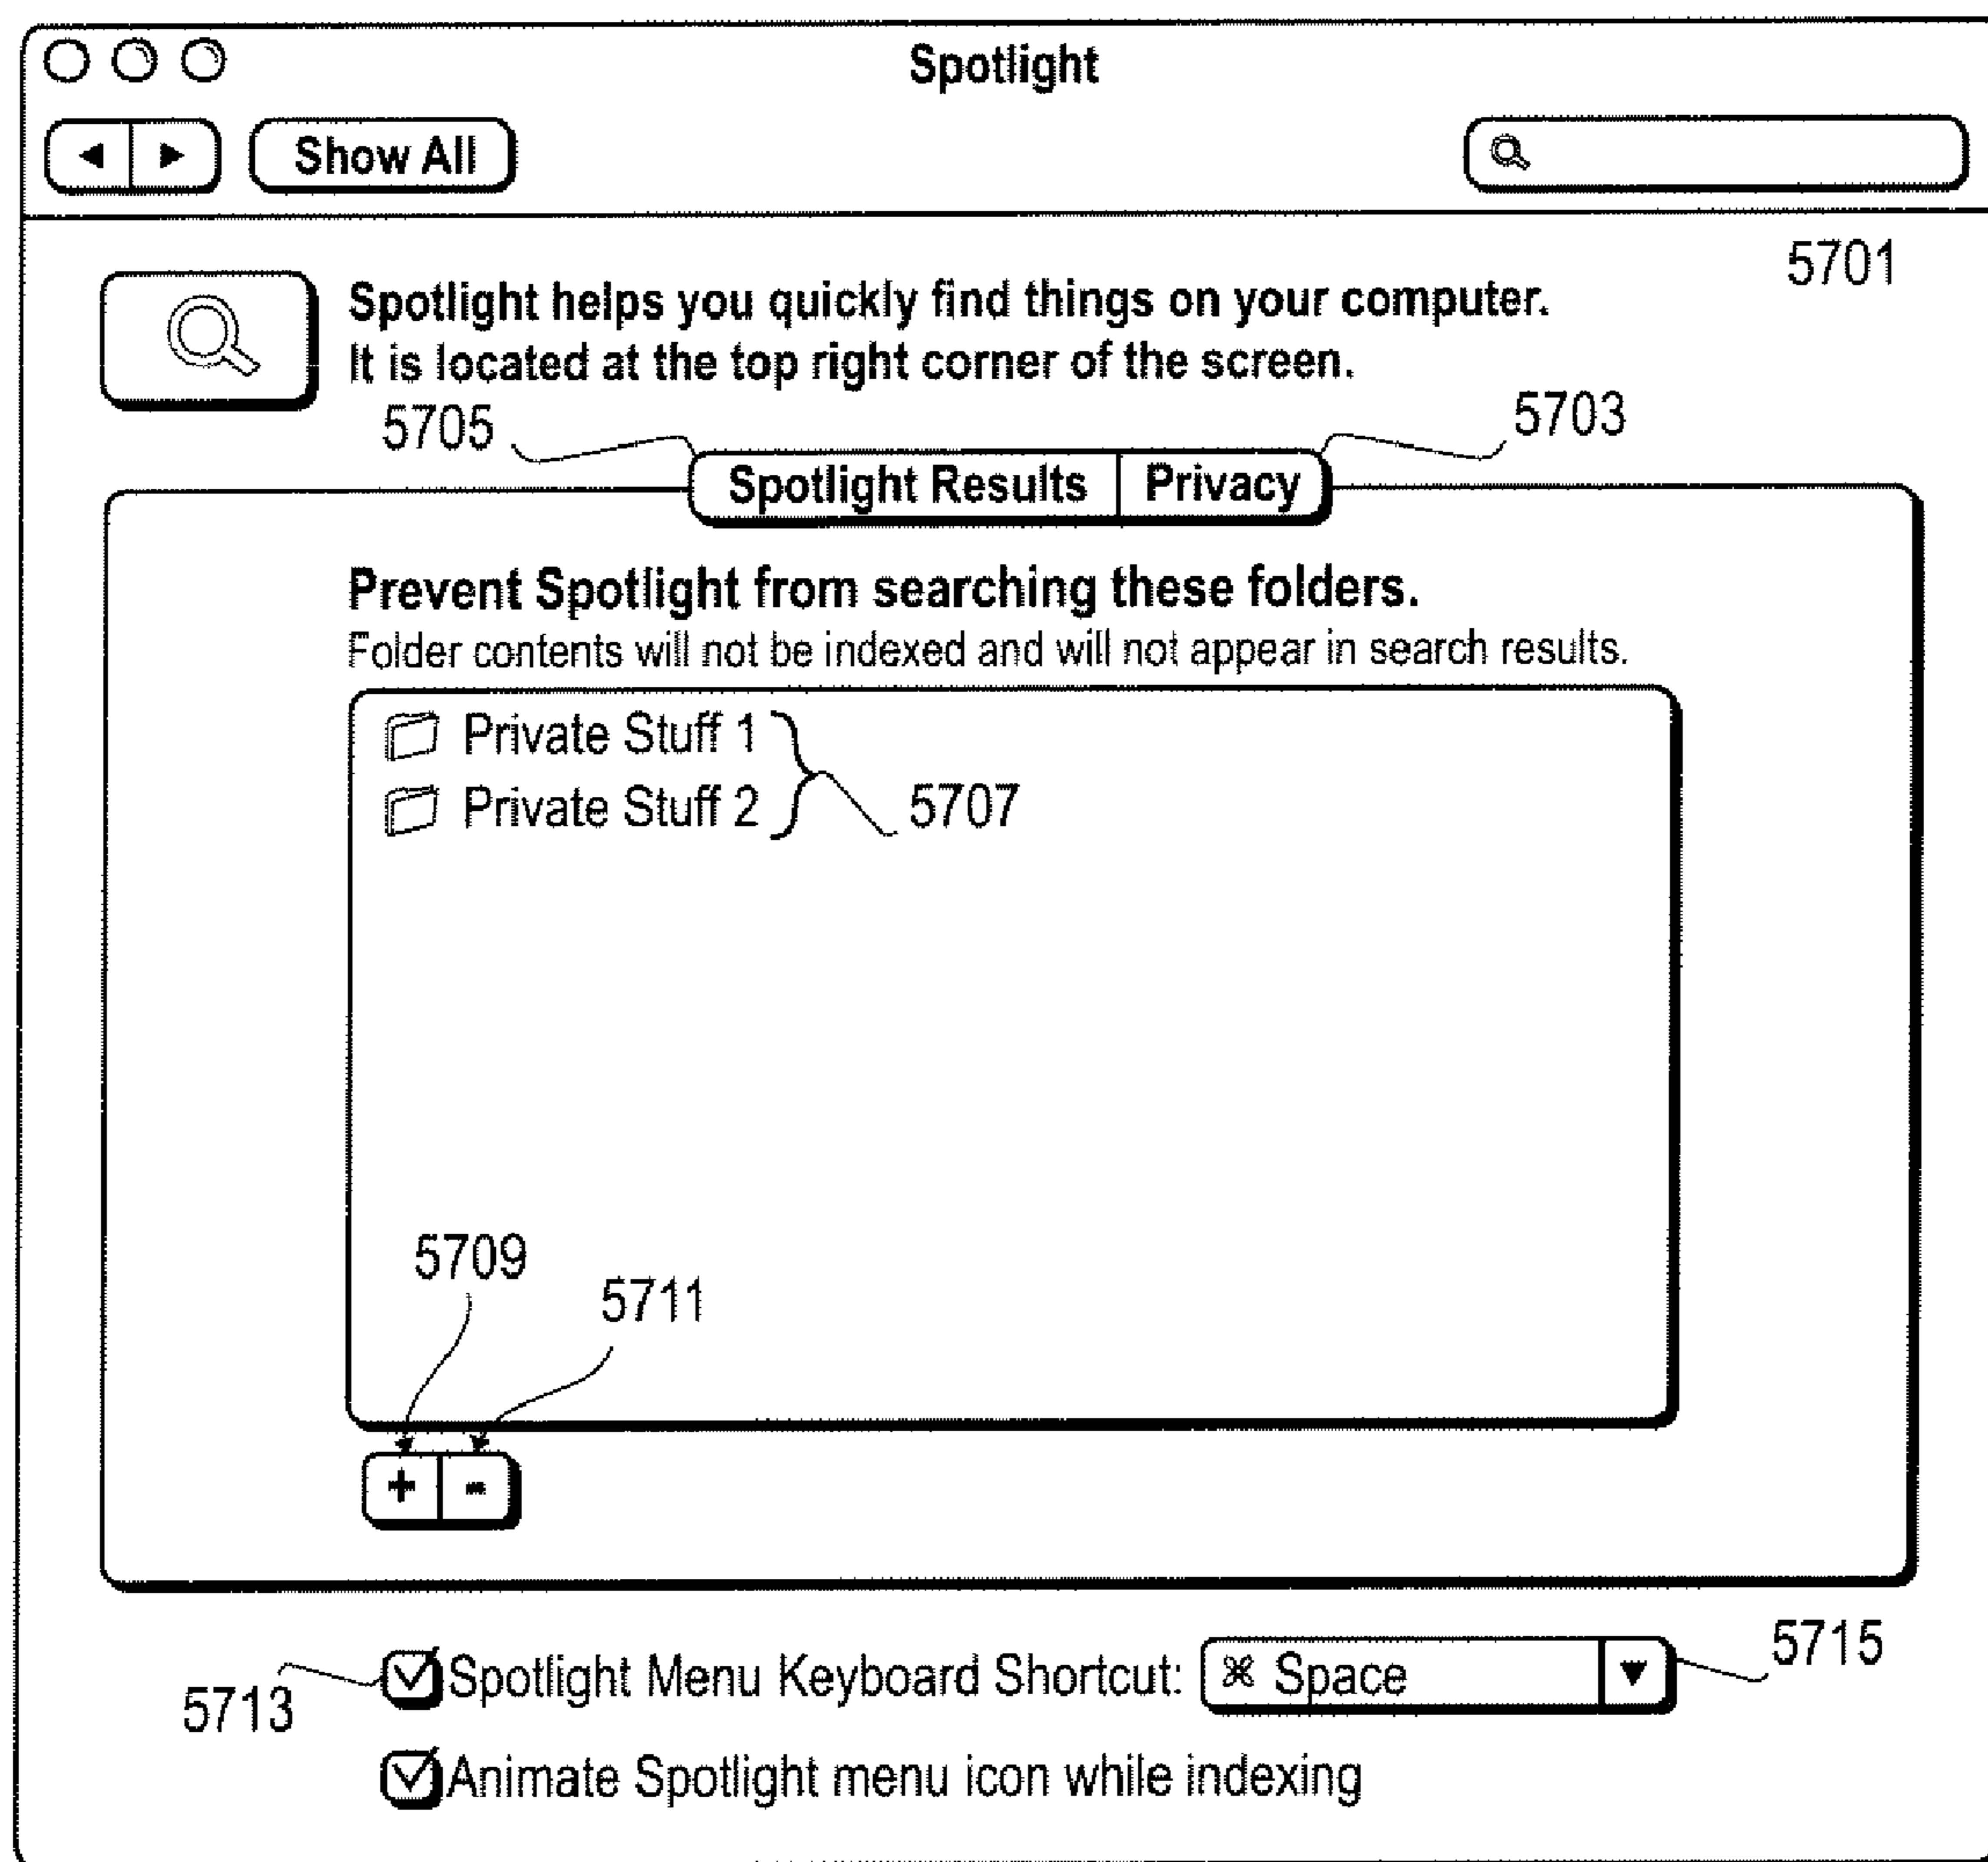 Spotlight
Show All
5701
Spotlight helps you quickly find things on your computer.
It is located at the top right corner of the screen.
5705
5703
Spotlight Results Privacy
Prevent Spotlight from searching these folders.
Folder contents will not be indexed and will not appear in search results.
Private Stuff 1
Private Stuff 2
5707
5709
5711
+ -
5713
Spotlight Menu Keyboard Shortcut: ⌘ Space
5715
Animate Spotlight menu icon while indexing